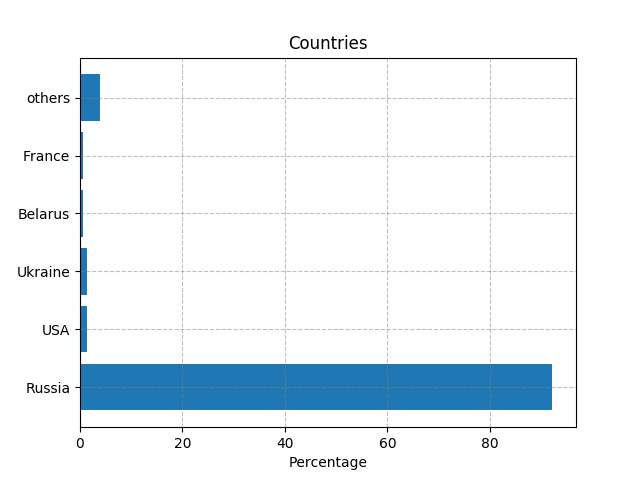 Countries
others
France
Belarus
Ukraine
USA
Russia
0 20 40 60 80
Percentage